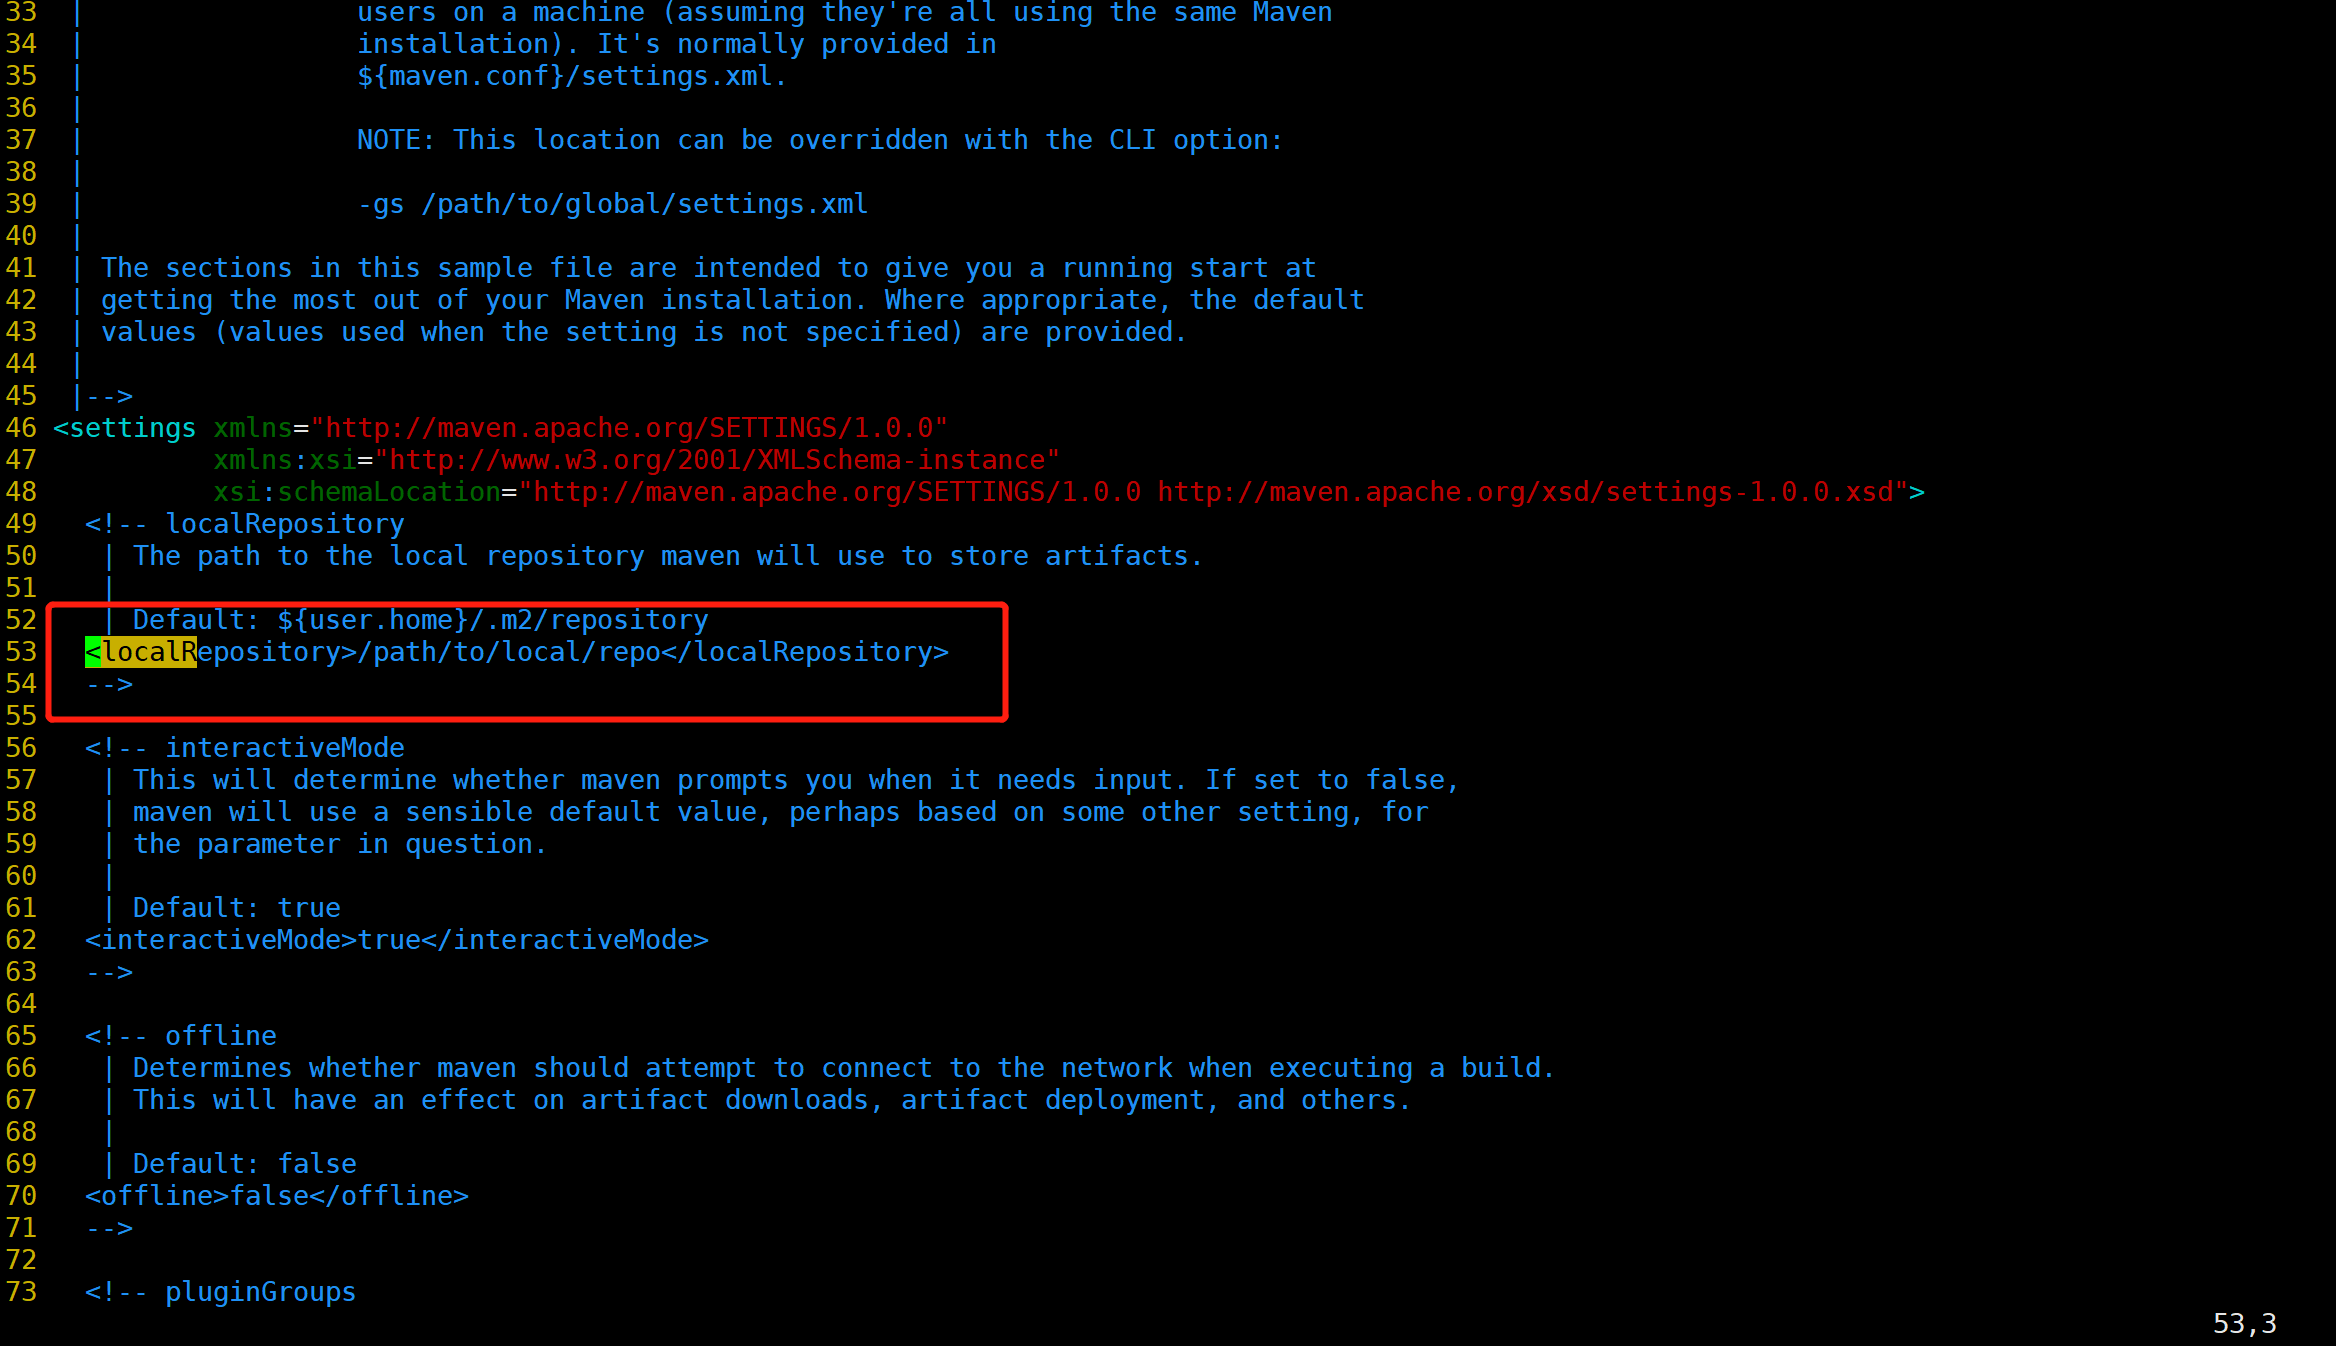 33  |                 users on a machine (assuming they're all using the same Maven
34  |                 installation). It's normally provided in
35  |                 ${maven.conf}/settings.xml.
36  |
37  |                 NOTE: This location can be overridden with the CLI option:
38  |
39  |                 -gs /path/to/global/settings.xml
40  |
41  | The sections in this sample file are intended to give you a running start at
42  | getting the most out of your Maven installation. Where appropriate, the default
43  | values (values used when the setting is not specified) are provided.
44  |
45  |-->
46 <settings xmlns="http://maven.apache.org/SETTINGS/1.0.0"
47           xmlns:xsi="http://www.w3.org/2001/XMLSchema-instance"
48           xsi:schemaLocation="http://maven.apache.org/SETTINGS/1.0.0 http://maven.apache.org/xsd/settings-1.0.0.xsd">
49   <!-- localRepository
50    | The path to the local repository maven will use to store artifacts.
51    |
52    | Default: ${user.home}/.m2/repository
53   <localRepository>/path/to/local/repo</localRepository>
54   -->
55
56   <!-- interactiveMode
57    | This will determine whether maven prompts you when it needs input. If set to false,
58    | maven will use a sensible default value, perhaps based on some other setting, for
59    | the parameter in question.
60    |
61    | Default: true
62   <interactiveMode>true</interactiveMode>
63   -->
64
65   <!-- offline
66    | Determines whether maven should attempt to connect to the network when executing a build.
67    | This will have an effect on artifact downloads, artifact deployment, and others.
68    |
69    | Default: false
70   <offline>false</offline>
71   -->
72
73   <!-- pluginGroups
53,3